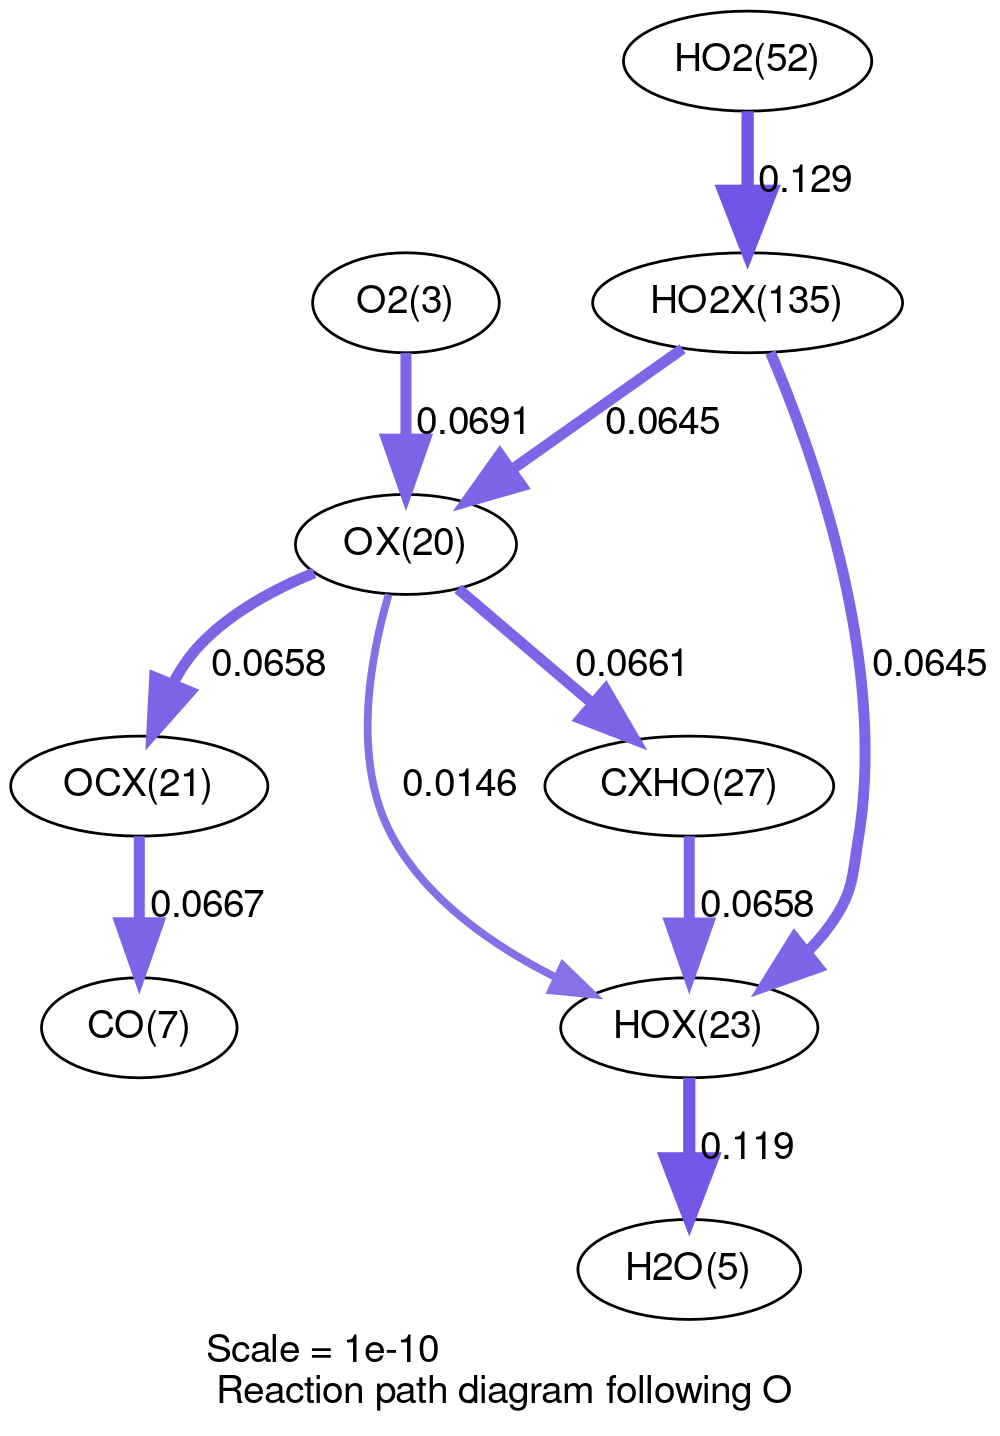 HO2(52)
0.129
O2(3)
HO2X(135)
0.0691
0.0645
OX(20)
0.0658
0.0661
0.0645
OCX(21)
0.0146
CXHO(27)
0.0667
0.0658
CO(7)
HOX(23)
0.119
H2O(5)
Scale = 1e-10
Reaction path diagram following O